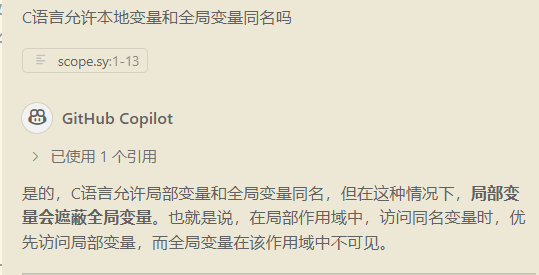 C语言允许本地变量和全局变量同名吗
scope.sy:1-13
GitHub Copilot
已使用 1 个引用
是的，C语言允许局部变量和全局变量同名，但在这种情况下，局部变
量会遮蔽全局变量。也就是说，在局部作用域中，访问同名变量时，优
先访问局部变量，而全局变量在该作用域中不可见。